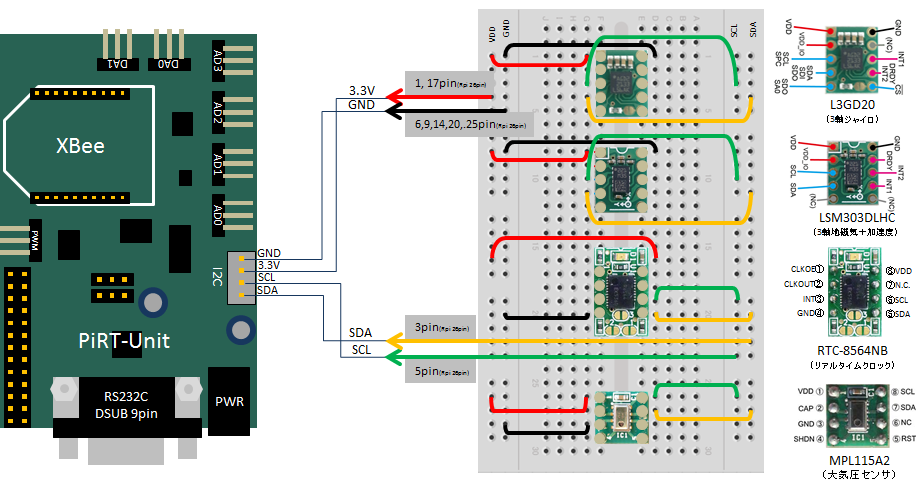 DA1
DA0
AD3
AD2
AD1
AD0
XBee
PWM
I2C
GND
3.3V
SCL
SDA
PiRT-Unit
RS232C
DSUB 9pin
PWR
3.3V
GND
1, 17pin(Rpi 26pin)
6,9,14,20,.25pin(Rpi 26pin)
SDA
SCL
3pin(Rpi 26pin)
5pin(Rpi 26pin)
VDD
GND
SCL
SDA
VDD
VDD_IO
SCL
SPC
SDA
SDI
SDO
SDO
SA0
GND
(NC)
INT1
DRDY
INT2
CS
L3GD20
(3軸ジャイロ)
VDD
VDD_IO
SCL
SDA
(NC)
GND
DRDY
INT2
INT1
(NC)
LSM303DLHC
(3軸地磁気+加速度)
CLKOE①
CLKOUT②
INT③
GND④
⑧VDD
⑦N.C.
⑥SCL
⑤SDA
RTC-8564NB
(リアルタイムクロック)
VDD ①
CAP ②
GND ③
SHDN ④
⑧ SCL
⑦ SDA
⑥ NC
⑤ RST
IC1
MPL115A2
(大気圧センサ)